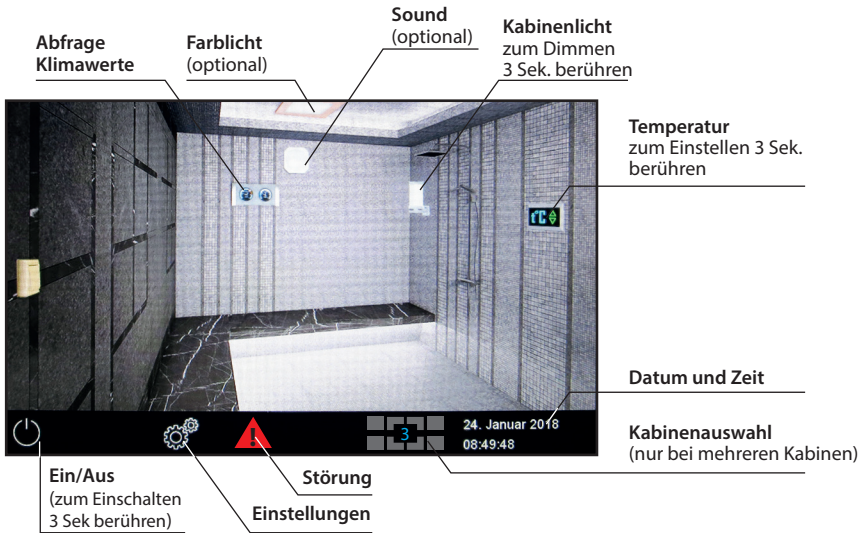 Sound
(optional)
Kabinenlicht
zum Dimmen
3 Sek. berühren
Abfrage
Klimawerte
Farblicht
(optional)
Temperatur
zum Einstellen 3 Sek.
berühren
t°C
Datum und Zeit
24. Januar 2018
08:49:48
3
Kabinenauswahl
(nur bei mehreren Kabinen)
Ein/Aus
(zum Einschalten
3 Sek berühren)
Störung
Einstellungen